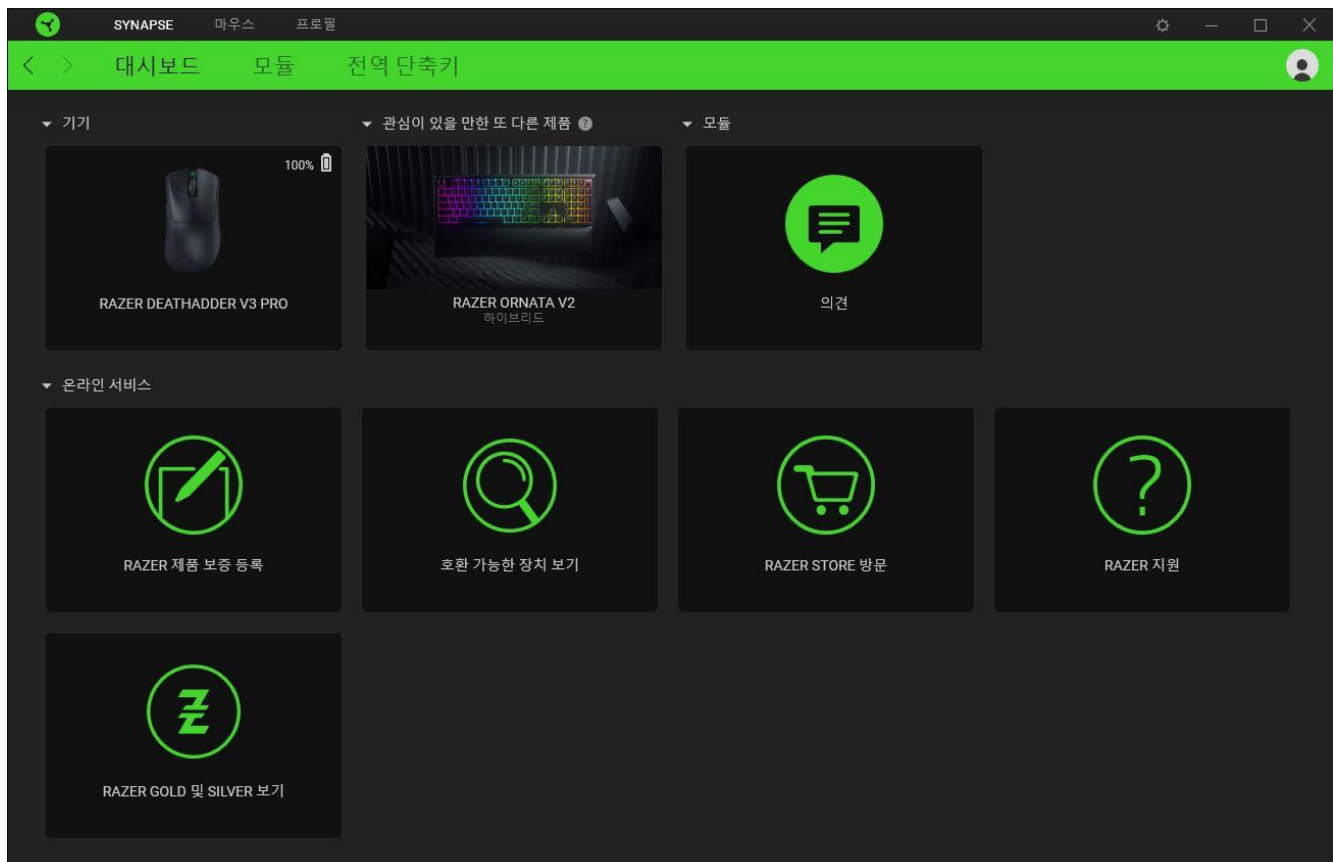 SYNAPSE 마우스 프로필
대시보드 모듈 전역 단축키
기기
100%
RAZER DEATHADDER V3 PRO
관심이 있을 만한 또 다른 제품 ?
RAZER ORNATA V2
하이브리드
모듈
의견
온라인 서비스
RAZER 제품 보증 등록
호환 가능한 장치 보기
RAZER STORE 방문
?
RAZER 지원
RAZER GOLD 및 SILVER 보기